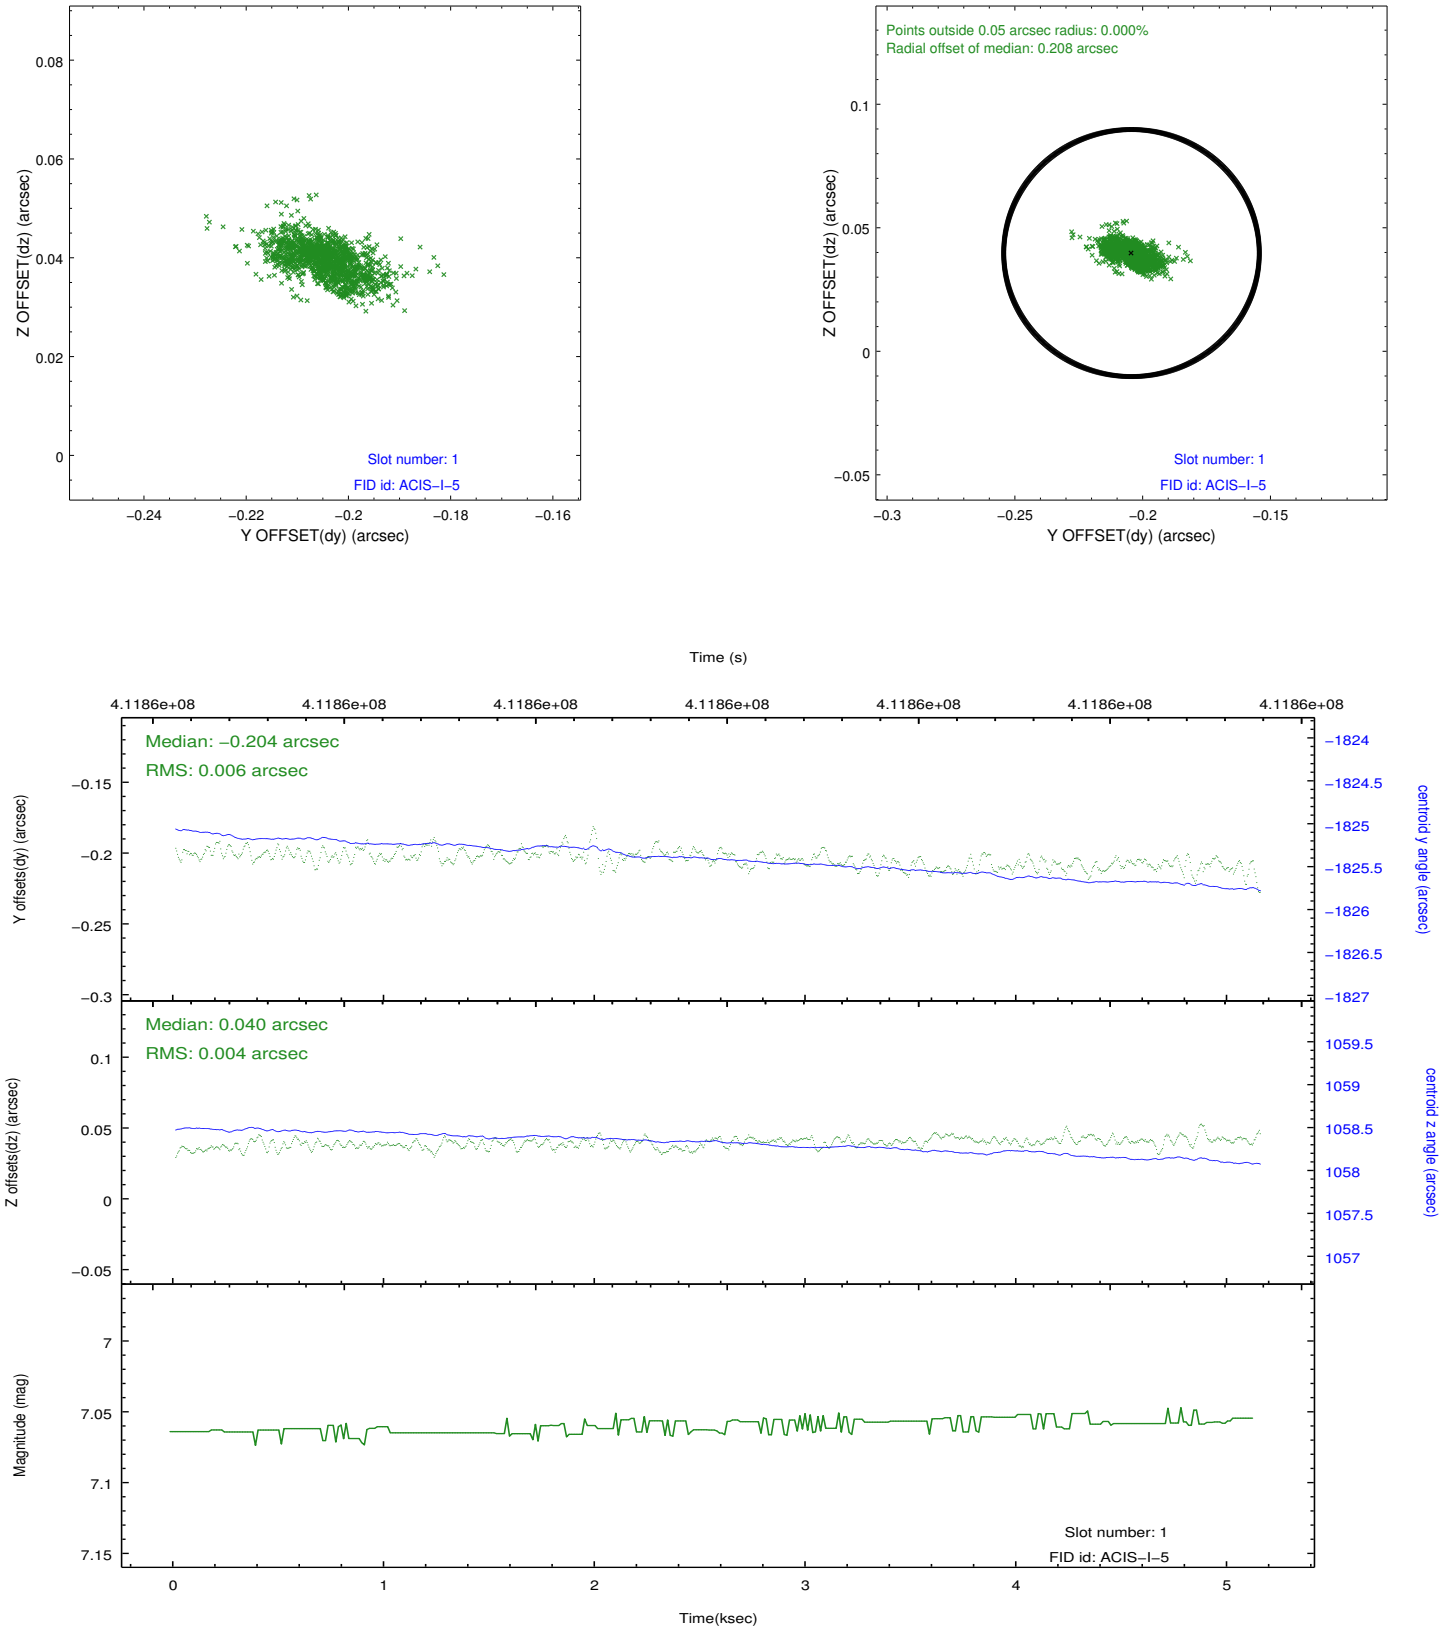 0.08
0.06
0.04
0.02
0
Z OFFSET(dz) (arcsec)
Slot number: 1
FID id: ACIS−I−5
−0.24 −0.22 −0.2 −0.18 −0.16
Y OFFSET(dy) (arcsec)
Points outside 0.05 arcsec radius: 0.000%
Radial offset of median: 0.208 arcsec
0.1
0.05
0
−0.05
Z OFFSET(dz) (arcsec)
Slot number: 1
FID id: ACIS−I−5
−0.3 −0.25 −0.2 −0.15
Y OFFSET(dy) (arcsec)
Time (s)
4.1186e+08 4.1186e+08 4.1186e+08 4.1186e+08 4.1186e+08 4.1186e+08 4.1186e+08
Median: −0.204 arcsec
RMS: 0.006 arcsec
−0.15
−0.2
−0.25
−0.3
Y offsets(dy) (arcsec)
−1824
−1824.5
−1825
−1825.5
−1826
−1826.5
−1827
centroid y angle (arcsec)
Median: 0.040 arcsec
RMS: 0.004 arcsec
0.1
0.05
0
−0.05
Z offsets(dz) (arcsec)
1059.5
1059
1058.5
1058
1057.5
1057
centroid z angle (arcsec)
7
7.05
7.1
7.15
Magnitude (mag)
Slot number: 1
FID id: ACIS−I−5
0 1 2 3 4 5
Time(ksec)